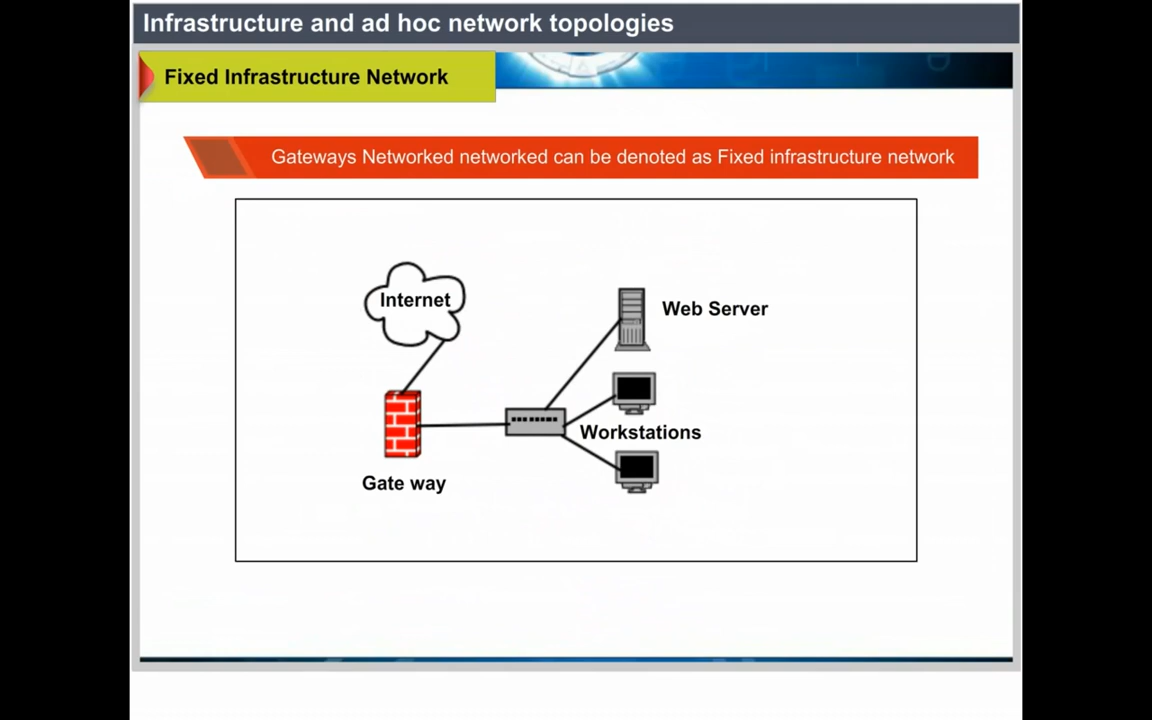 Infrastructure and ad hoc network topologies
Fixed Infrastructure Network
Gateways Networked networked can be denoted as Fixed infrastructure network
Internet
Web Server
Workstations
Gate way